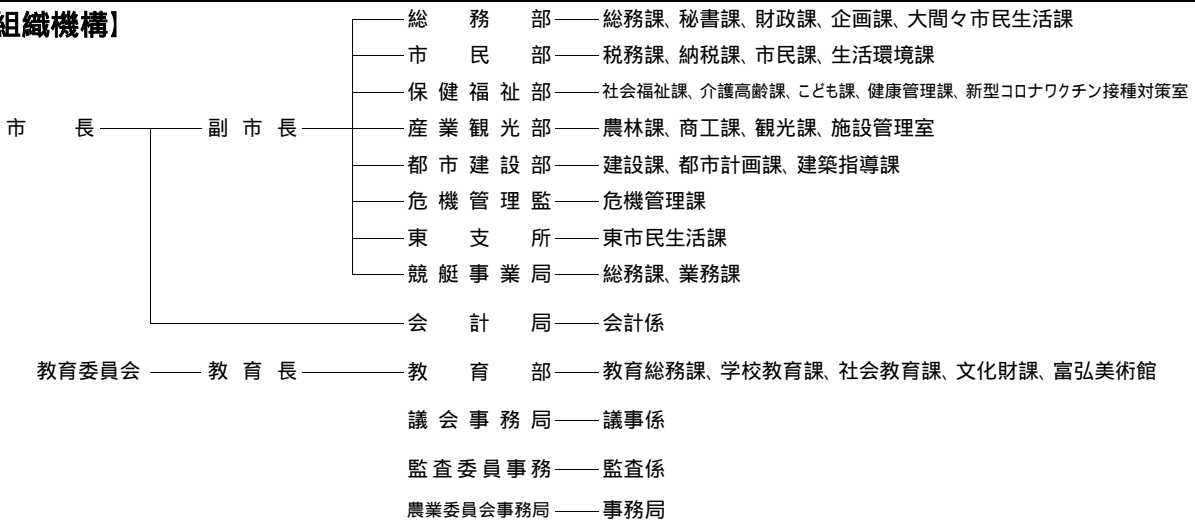 組織機構】
総務部 総務課、秘書課、財政課、企画課、大間々市民生活課
市民部 税務課、納税課、市民課、生活環境課
保健福祉部 社会福祉課、介護高齢課、こども課、健康管理課、新型コロナワクチン接種対策室
市長 副市長 産業観光部 農林課、商工課、観光課、施設管理室
都市建設部 建設課、都市計画課、建築指導課
危機管理監 危機管理課
東支所 東市民生活課
競艇事業局 総務課、業務課
会計局 会計係
教育委員会 教育長 教育部 教育総務課、学校教育課、社会教育課、文化財課、富弘美術館
議会事務局 議事係
監査委員事務 監査係
農業委員会事務局 事務局